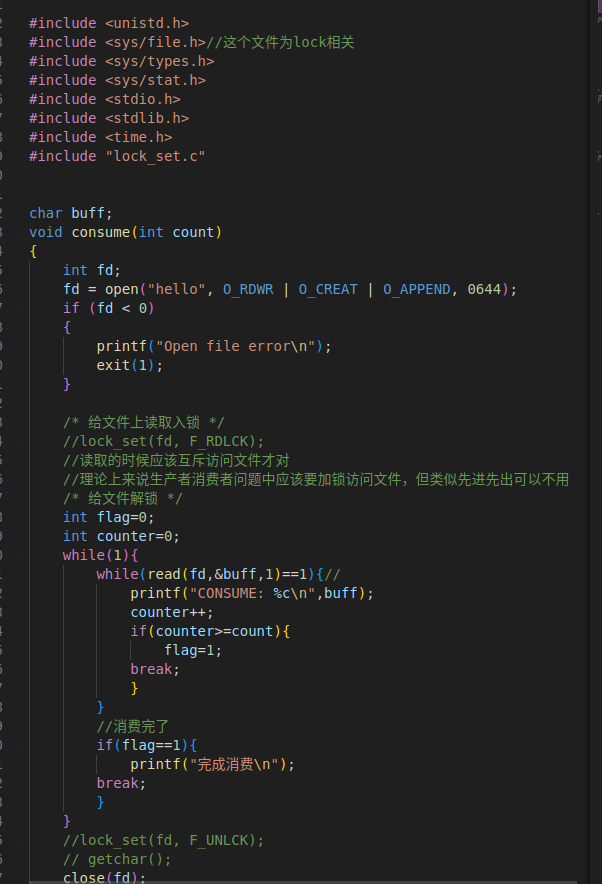 #include <unistd.h>
#include <sys/file.h>//这个文件为lock相关
#include <sys/types.h>
#include <sys/stat.h>
#include <stdio.h>
#include <stdlib.h>
#include <time.h>
#include "lock_set.c"
char buff;
void consume(int count)
{
    int fd;
    fd = open("hello", O_RDWR | O_CREAT | O_APPEND, 0644);
    if (fd < 0)
    {
        printf("Open file error\n");
        exit(1);
    }
    /* 给文件上读取入锁 */
    //lock_set(fd, F_RDLCK);
    //读取的时候应该互斥访问文件才对
    //理论上来说生产者消费者问题中应该要加锁访问文件，但类似先进先出可以不用
    /* 给文件解锁 */
    int flag=0;
    int counter=0;
    while(1){
        while(read(fd,&buff,1)==1){//
            printf("CONSUME: %c\n",buff);
            counter++;
            if(counter>=count){
                flag=1;
            break;
            }
        }
        //消费完了
        if(flag==1){
            printf("完成消费\n");
        break;
        }
    }
    //lock_set(fd, F_UNLCK);
    // getchar();
    close(fd);